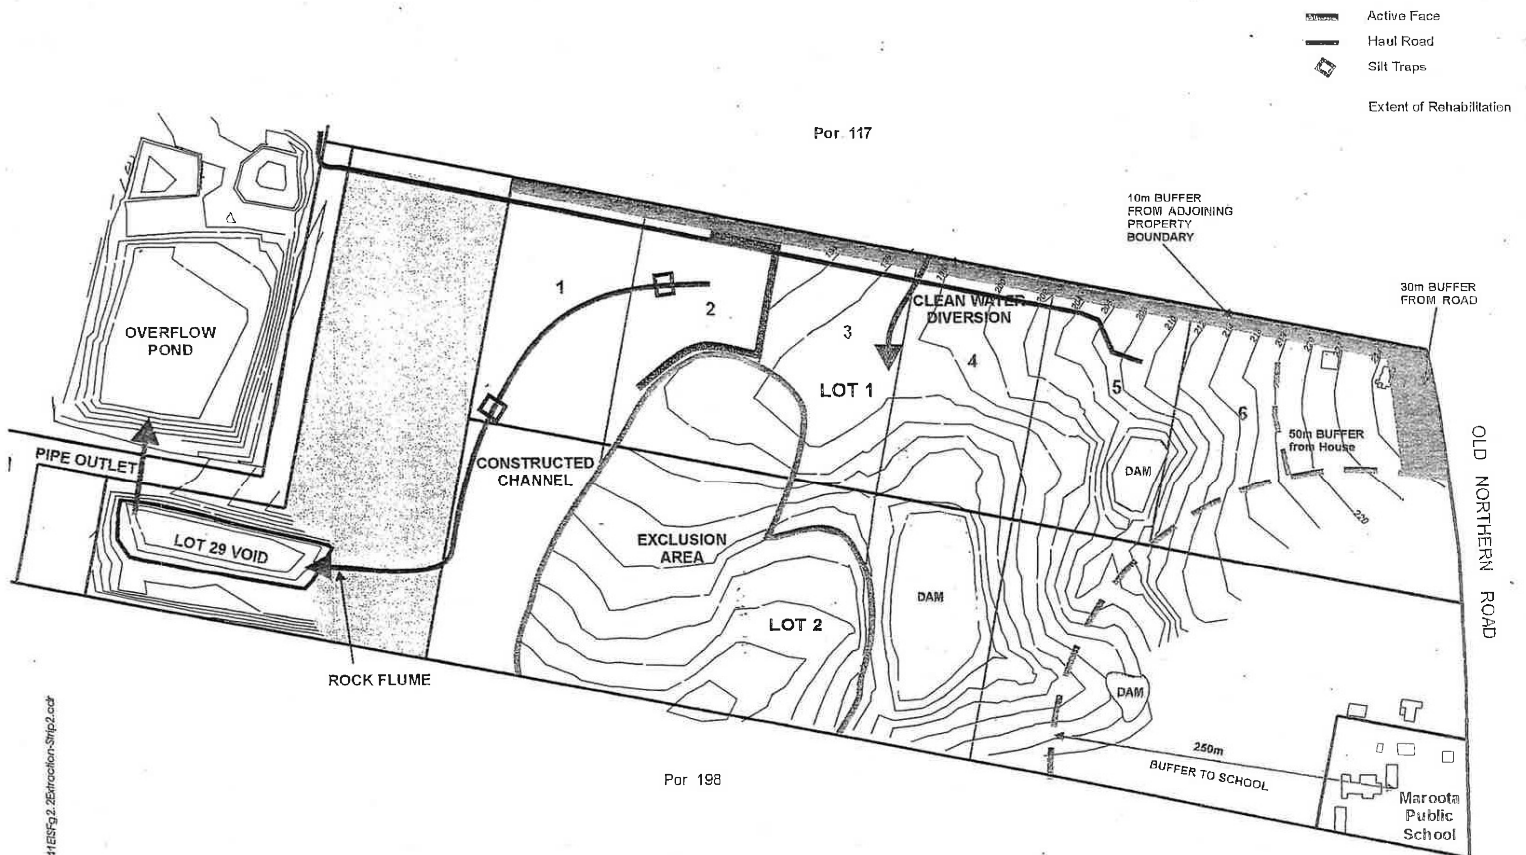 Active Face
Haul Road
Silt Traps
Extent of Rehabilitation
Por 117
10m BUFFER
FROM ADJOINING
PROPERTY
BOUNDARY
30m BUFFER
FROM ROAD
OVERFLOW
POND
1
2
3
CLEAN WATER
DIVERSION
4
5
6
LOT 1
50m BUFFER
from House
DAM
220
OLD NORTHERN ROAD
PIPE OUTLET
CONSTRUCTED
CHANNEL
LOT 29 VOID
EXCLUSION
AREA
DAM
LOT 2
ROCK FLUME
DAM
250m
BUFFER TO SCHOOL
Por 198
Maroota
Public
School